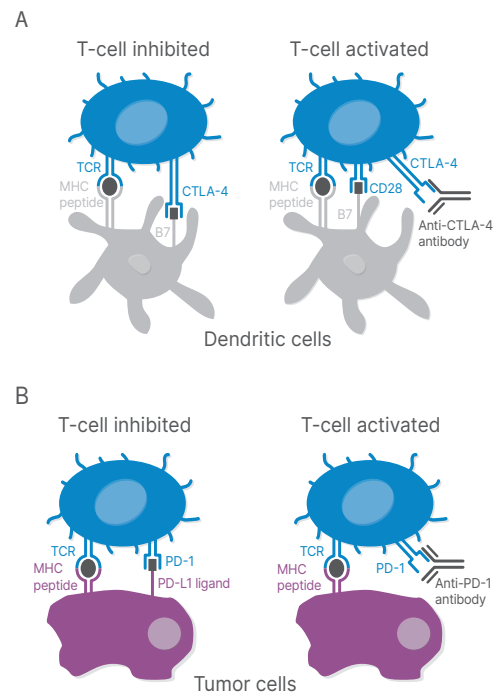 A
T-cell inhibited
T-cell activated
TCR
MHC
peptide
CTLA-4
B7
TCR
MHC
peptide
CTLA-4
CD28
B7
Anti-CTLA-4
antibody
Dendritic cells
B
T-cell inhibited
T-cell activated
TCR
MHC
peptide
PD-1
PD-L1 ligand
TCR
MHC
peptide
PD-1
Anti-PD-1
antibody
Tumor cells